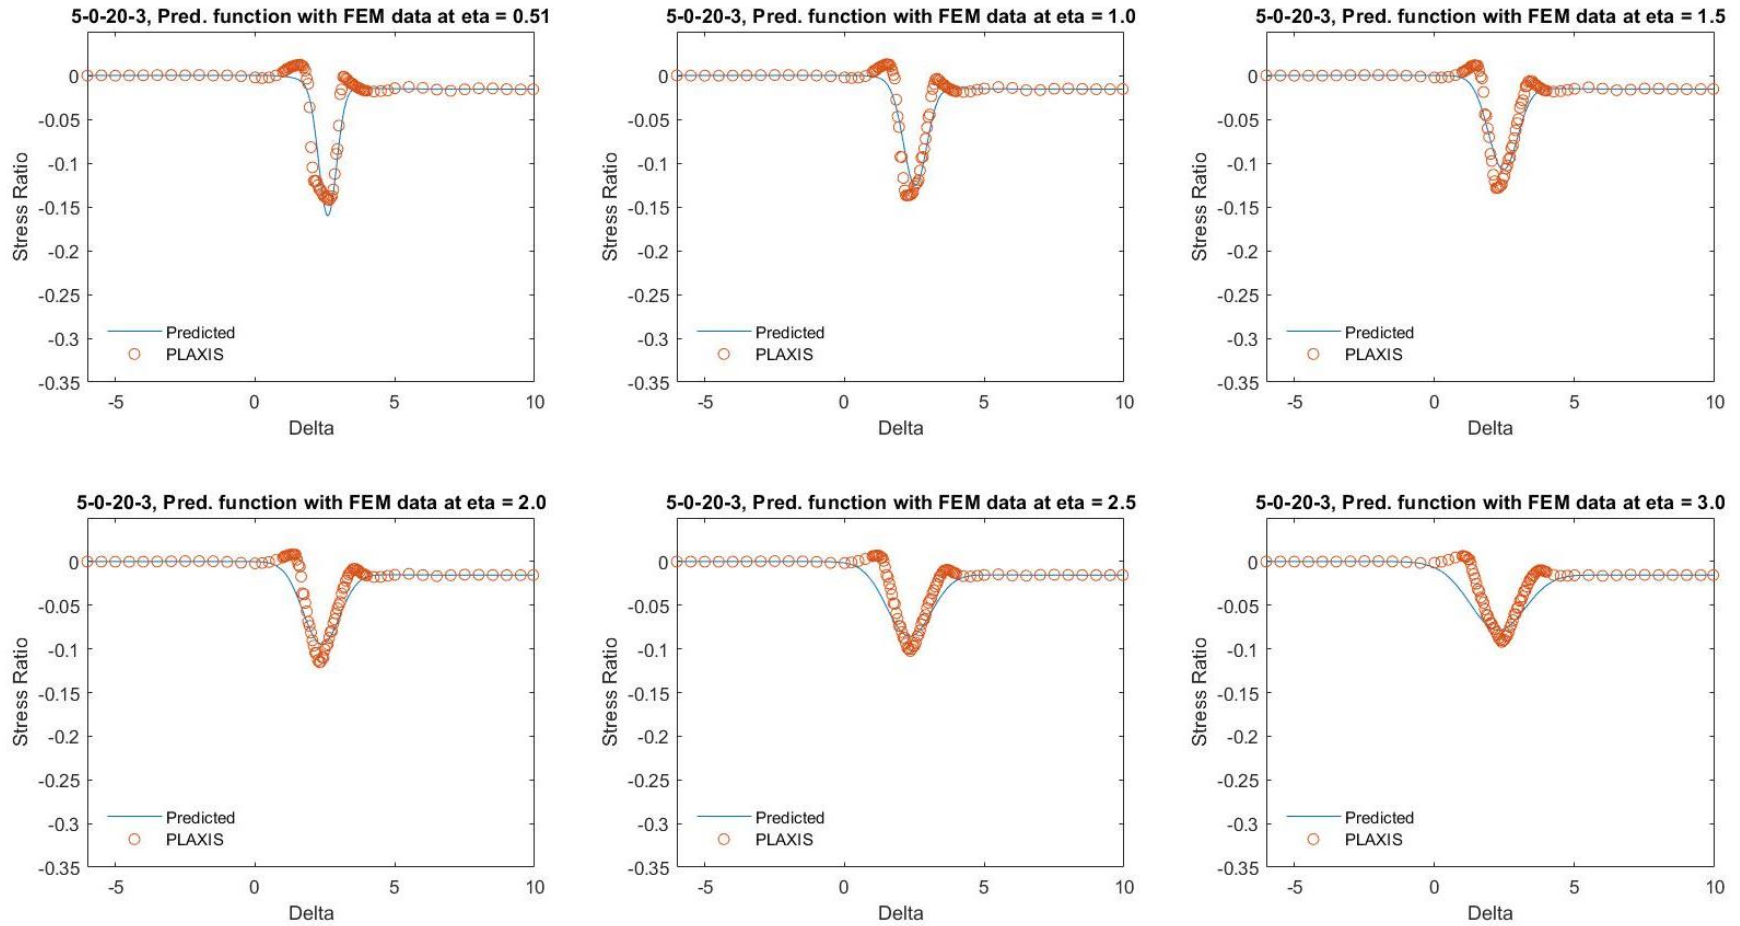 5-0-20-3, Pred. function with FEM data at eta = 0.51
0
-0.05
-0.1
-0.15
-0.2
-0.25
-0.3
-0.35
Stress Ratio
Predicted
PLAXIS
-5
0
5
10
Delta
5-0-20-3, Pred. function with FEM data at eta = 1.0
0
-0.05
-0.1
-0.15
-0.2
-0.25
-0.3
-0.35
Stress Ratio
Predicted
PLAXIS
-5
0
5
10
Delta
5-0-20-3, Pred. function with FEM data at eta = 1.5
0
-0.05
-0.1
-0.15
-0.2
-0.25
-0.3
-0.35
Stress Ratio
Predicted
PLAXIS
-5
0
5
10
Delta
5-0-20-3, Pred. function with FEM data at eta = 2.0
0
-0.05
-0.1
-0.15
-0.2
-0.25
-0.3
-0.35
Stress Ratio
Predicted
PLAXIS
-5
0
5
10
Delta
5-0-20-3, Pred. function with FEM data at eta = 2.5
0
-0.05
-0.1
-0.15
-0.2
-0.25
-0.3
-0.35
Stress Ratio
Predicted
PLAXIS
-5
0
5
10
Delta
5-0-20-3, Pred. function with FEM data at eta = 3.0
0
-0.05
-0.1
-0.15
-0.2
-0.25
-0.3
-0.35
Stress Ratio
Predicted
PLAXIS
-5
0
5
10
Delta